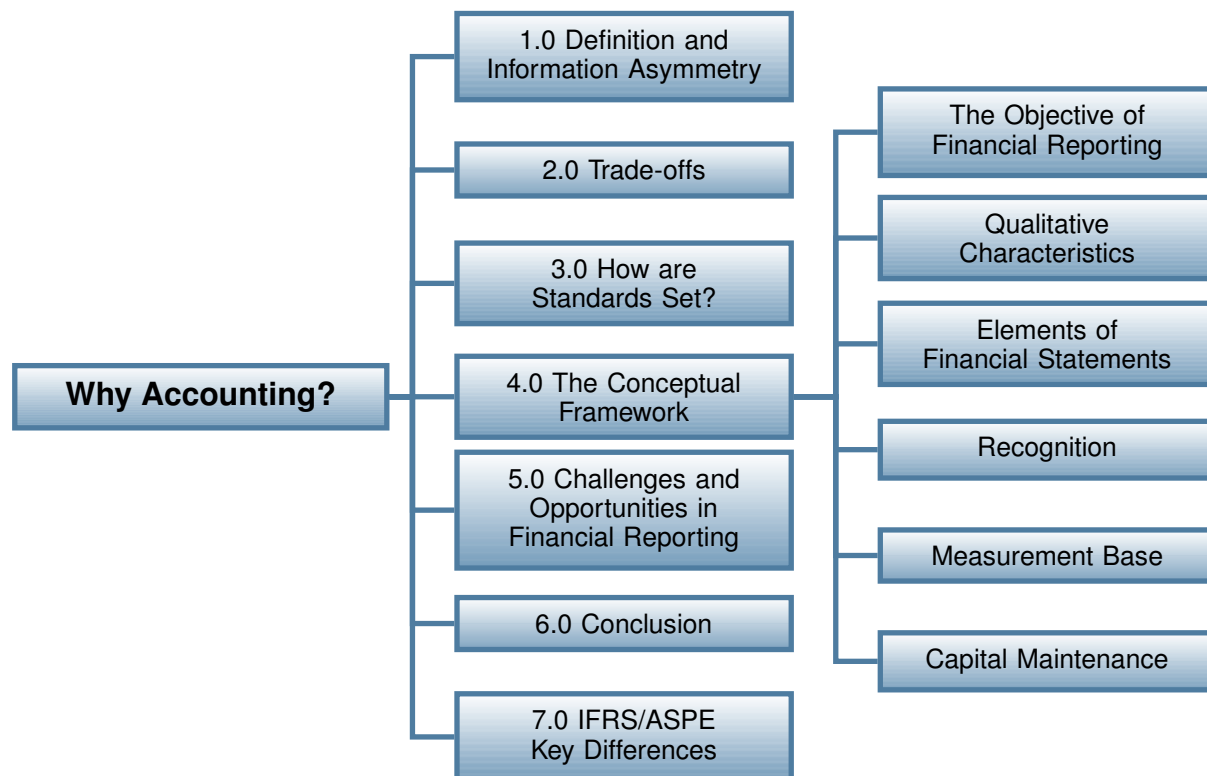 Why Accounting?
1.0 Definition and
Information Asymmetry
2.0 Trade-offs
3.0 How are
Standards Set?
4.0 The Conceptual
Framework
5.0 Challenges and
Opportunities in
Financial Reporting
6.0 Conclusion
7.0 IFRS/ASPE
Key Differences
The Objective of
Financial Reporting
Qualitative
Characteristics
Elements of
Financial Statements
Recognition
Measurement Base
Capital Maintenance